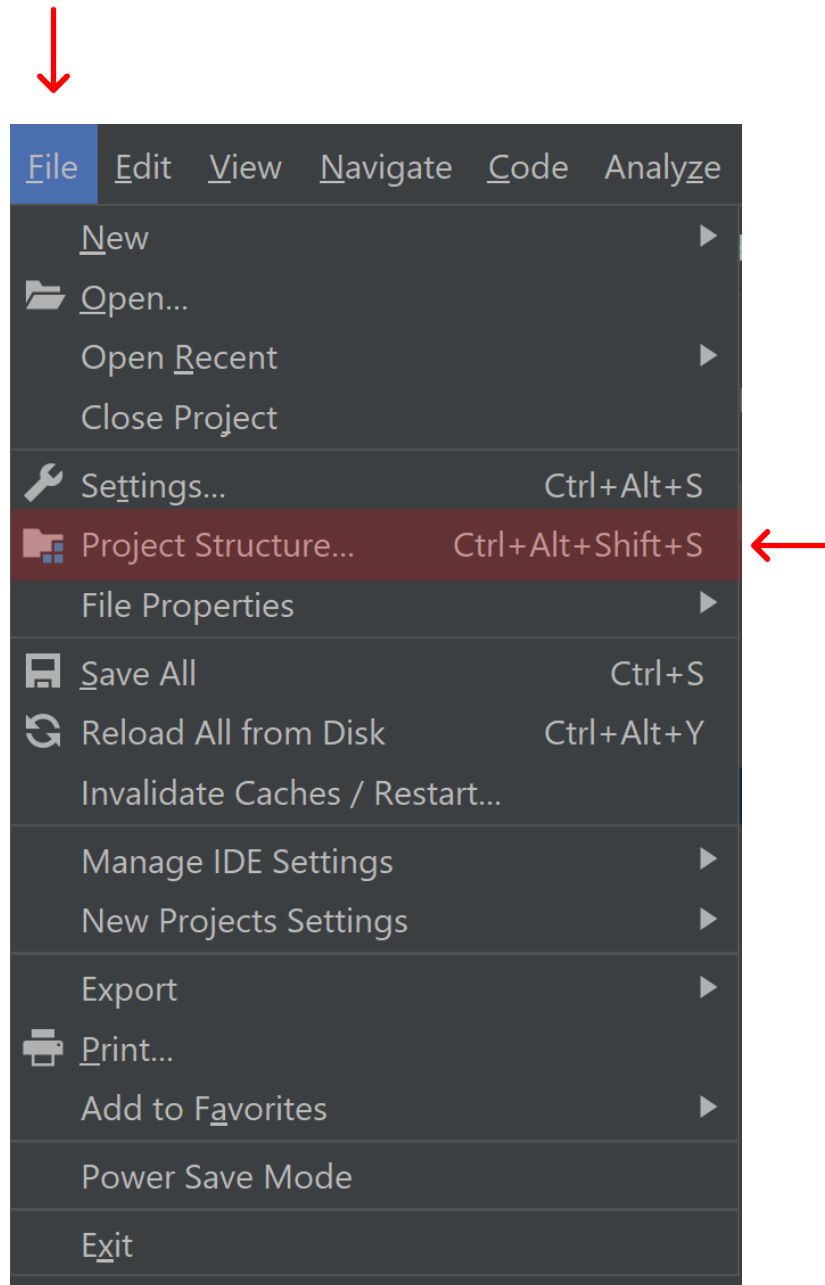 File Edit View Navigate Code Analyze
New
Open...
Open Recent
Close Project
Settings... Ctrl+Alt+S
Project Structure... Ctrl+Alt+Shift+S
File Properties
Save All Ctrl+S
Reload All from Disk Ctrl+Alt+Y
Invalidate Caches / Restart...
Manage IDE Settings
New Projects Settings
Export
Print...
Add to Favorites
Power Save Mode
Exit